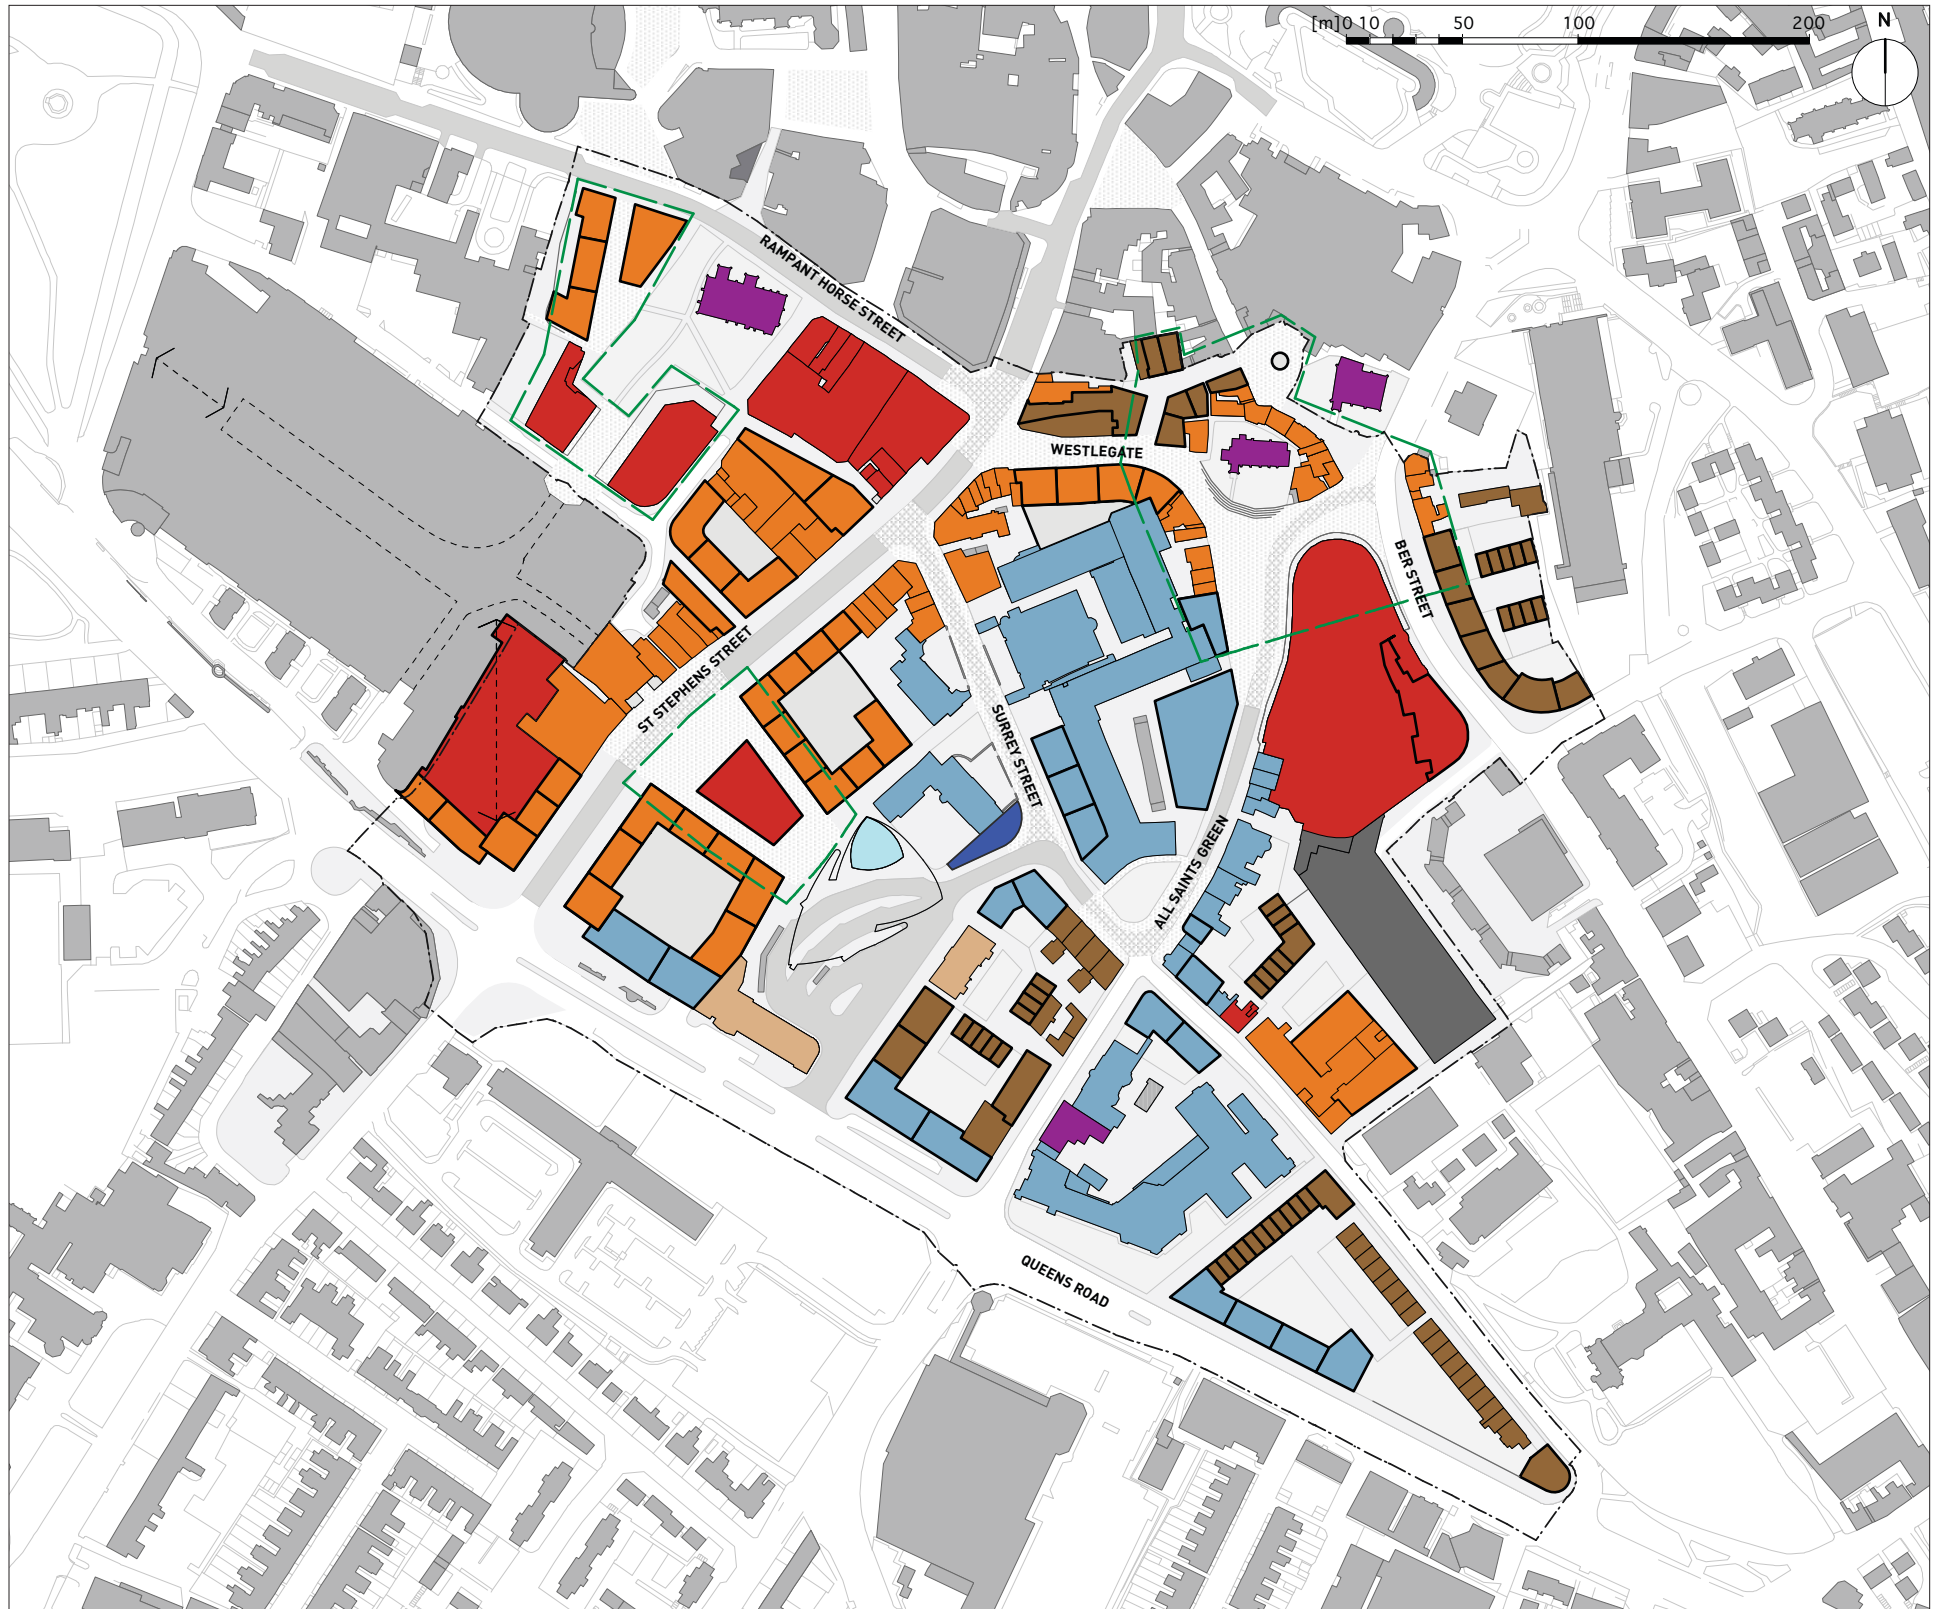 [m]0 10 50 100 200
N
RAMPANT HORSE STREET
WESTLEGATE
BER STREET
ST STEPHENS STREET
SURREY STREET
ALL SAINTS GREEN
QUEENS ROAD